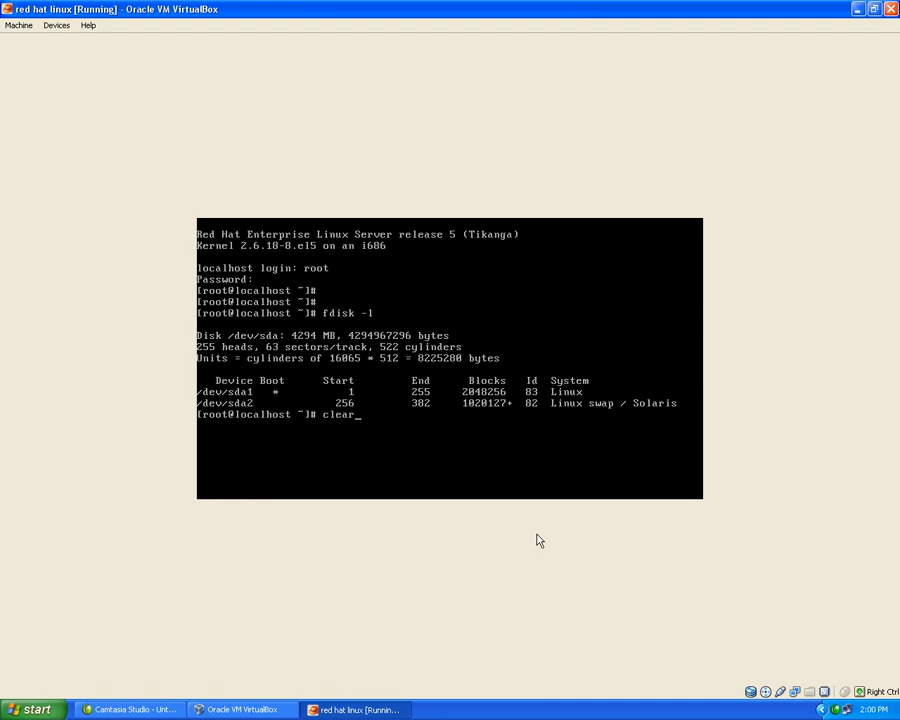 red hat linux [Running] - Oracle VM VirtualBox
Machine Devices Help
Red Hat Enterprise Linux Server release 5 (Tikanga)
Kernel 2.6.18-8.el5 on an i686
localhost login: root
Password:
[root@localhost ~]#
[root@localhost ~]#
[root@localhost ~]# fdisk -l
Disk /dev/sda: 4294 MB, 4294967296 bytes
255 heads, 63 sectors/track, 522 cylinders
Units = cylinders of 16065 * 512 = 8225280 bytes
Device Boot Start End Blocks Id System
/dev/sda1 * 1 255 2048256 83 Linux
/dev/sda2 256 382 1020127+ 82 Linux swap / Solaris
[root@localhost ~]# clear_
Right Ctrl
start Camtasia Studio - Unt... Oracle VM VirtualBox red hat linux [Runnin... 2:00 PM